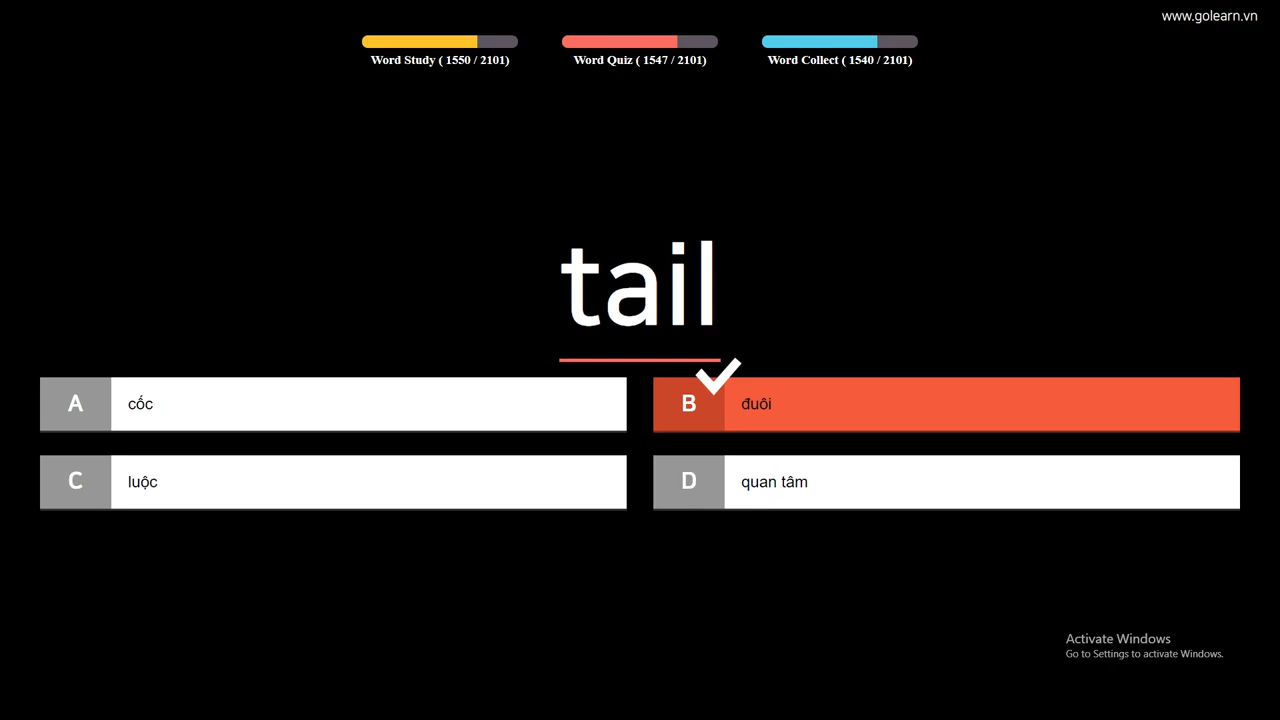 www.golearn.vn
Word Study ( 1550 / 2101)
Word Quiz ( 1547 / 2101)
Word Collect ( 1540 / 2101)
tail
A cốc
B đuôi
C luộc
D quan tâm
Activate Windows
Go to Settings to activate Windows.